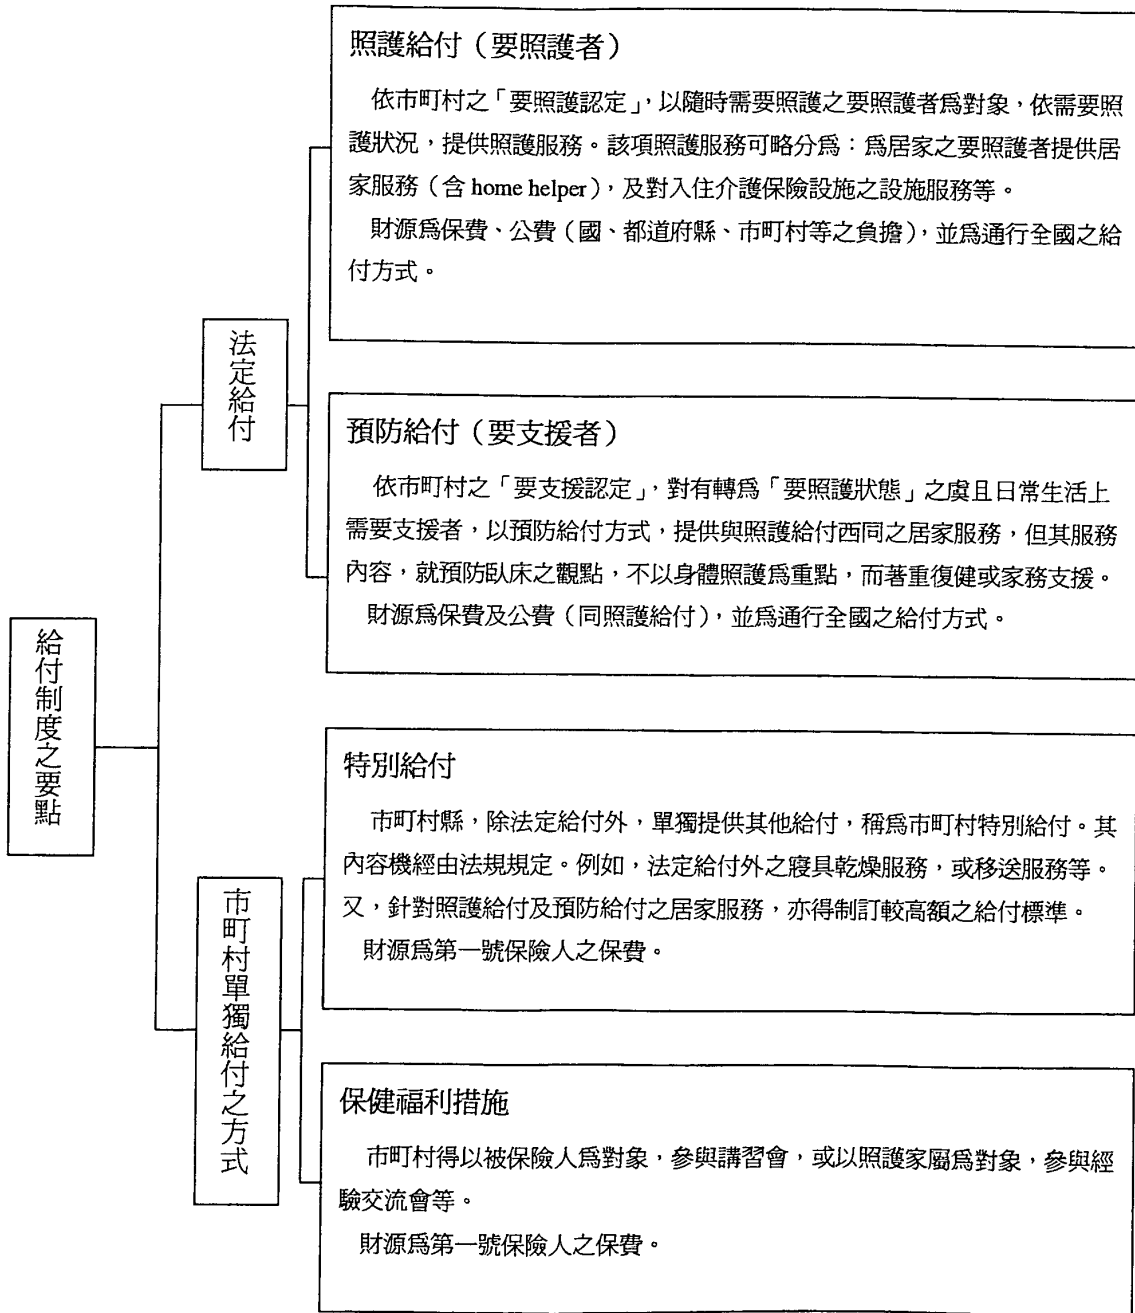 照護給付（要照護者）
依市町村之「要照護認定」，以隨時需要照護之要照護者爲對象，依需要照
護狀況，提供照護服務。該項照護服務可略分爲：爲居家之要照護者提供居
家服務（含 home helper），及對入住介護保險設施之設施服務等。
財源爲保費、公費（國、都道府縣、市町村等之負擔），並爲通行全國之給
付方式。
法定給付
預防給付（要支援者）
依市町村之「要支援認定」，對有轉爲「要照護狀態」之虞且日常生活上
需要支援者，以預防給付方式，提供與照護給付西同之居家服務，但其服務
內容，就預防臥床之觀點，不以身體照護爲重點，而著重復健或家務支援。
財源爲保費及公費（同照護給付），並爲通行全國之給付方式。
給付制度之要點
特別給付
市町村縣，除法定給付外，單獨提供其他給付，稱爲市町村特別給付。其
內容機經由法規規定。例如，法定給付外之寢具乾燥服務，或移送服務等。
又，針對照護給付及預防給付之居家服務，亦得制訂較高額之給付標準。
財源爲第一號保險人之保費。
市町村單獨給付之方式
保健福利措施
市町村得以被保險人爲對象，參與講習會，或以照護家屬爲對象，參與經
驗交流會等。
財源爲第一號保險人之保費。